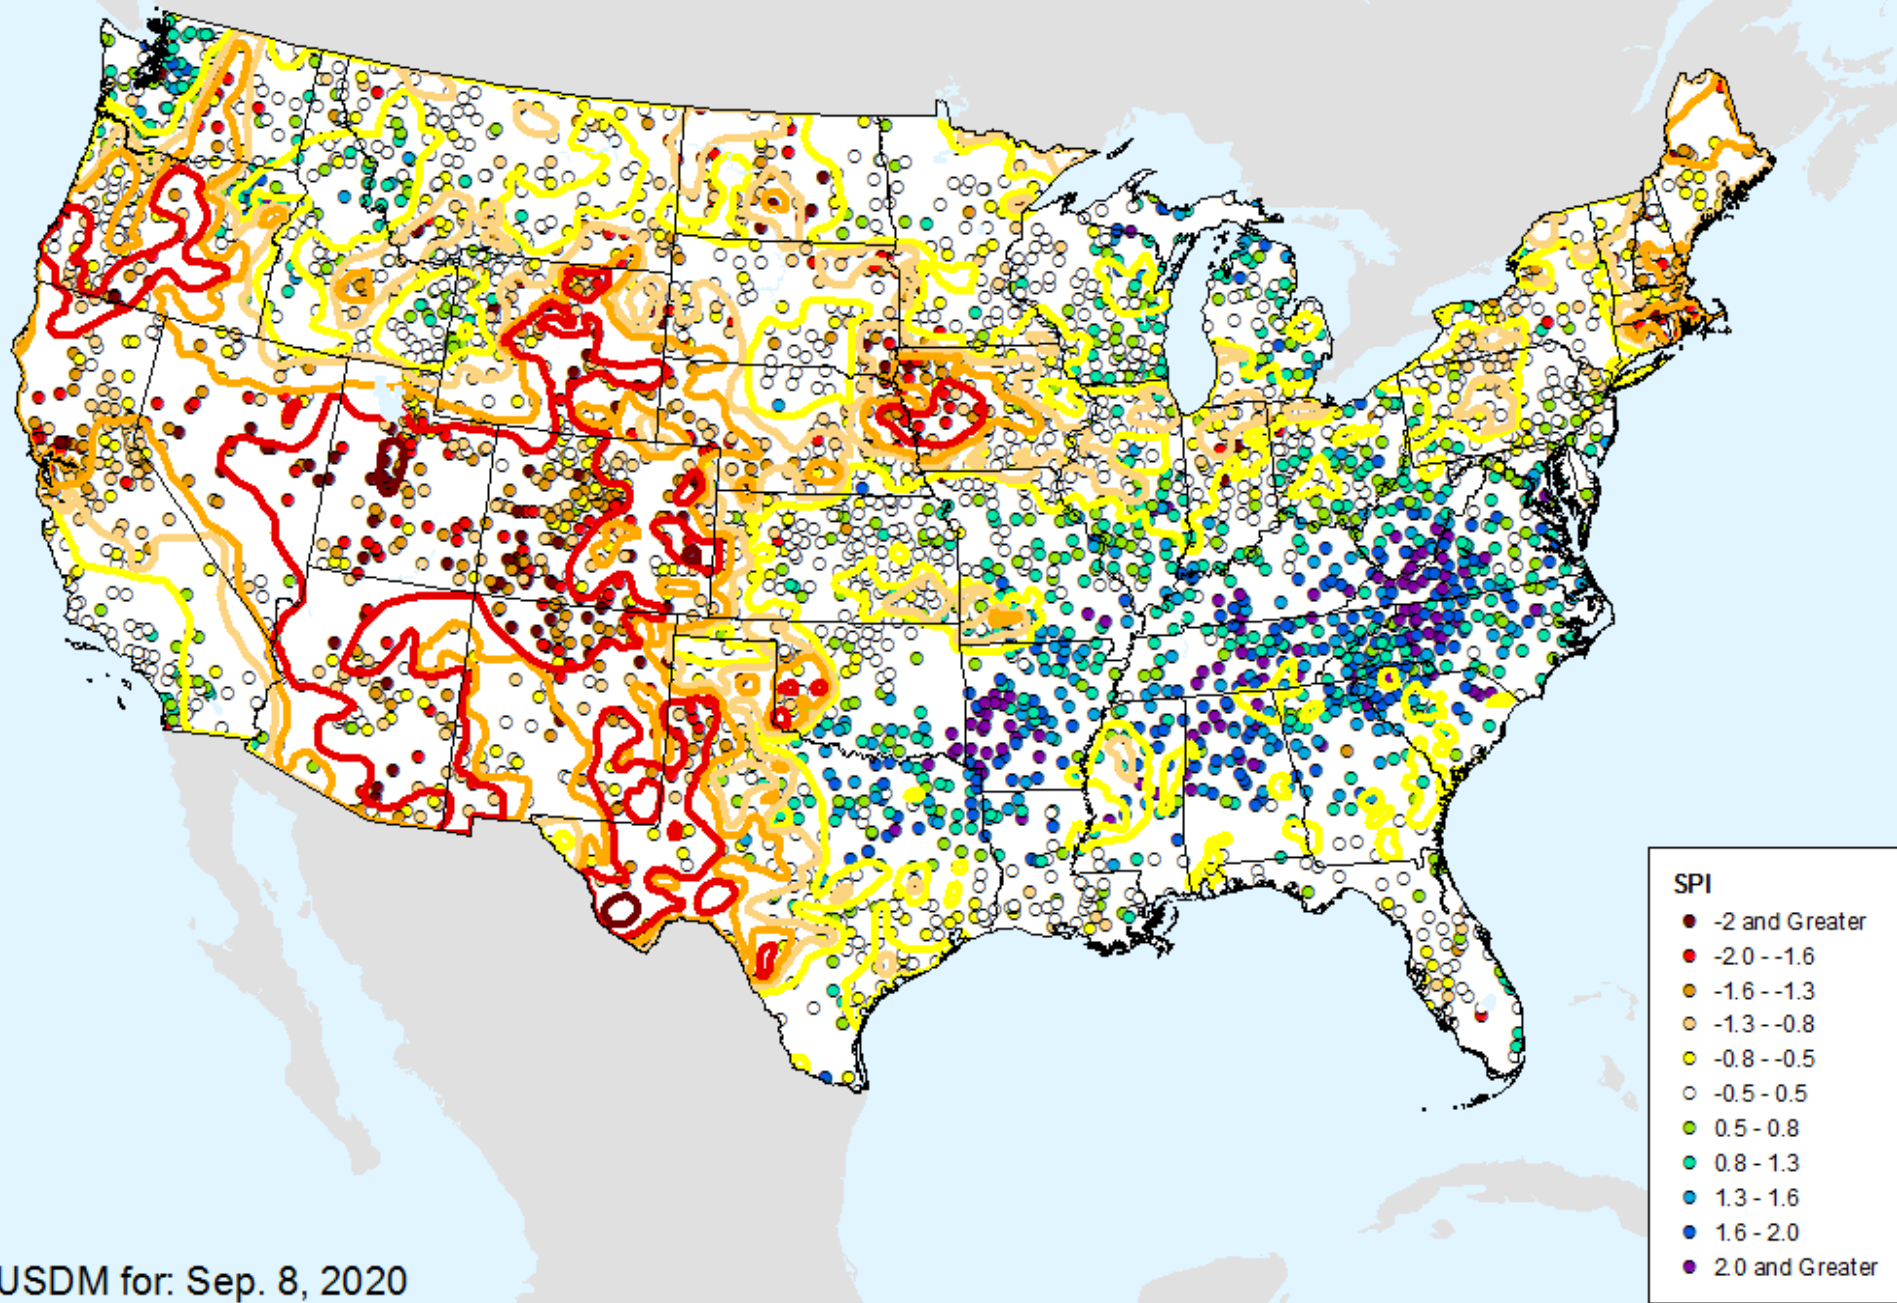 SPI
-2 and Greater
-2.0 - -1.6
-1.6 - -1.3
-1.3 - -0.8
-0.8 - -0.5
-0.5 - 0.5
0.5 - 0.8
0.8 - 1.3
1.3 - 1.6
1.6 - 2.0
2.0 and Greater
USDM for: Sep. 8, 2020